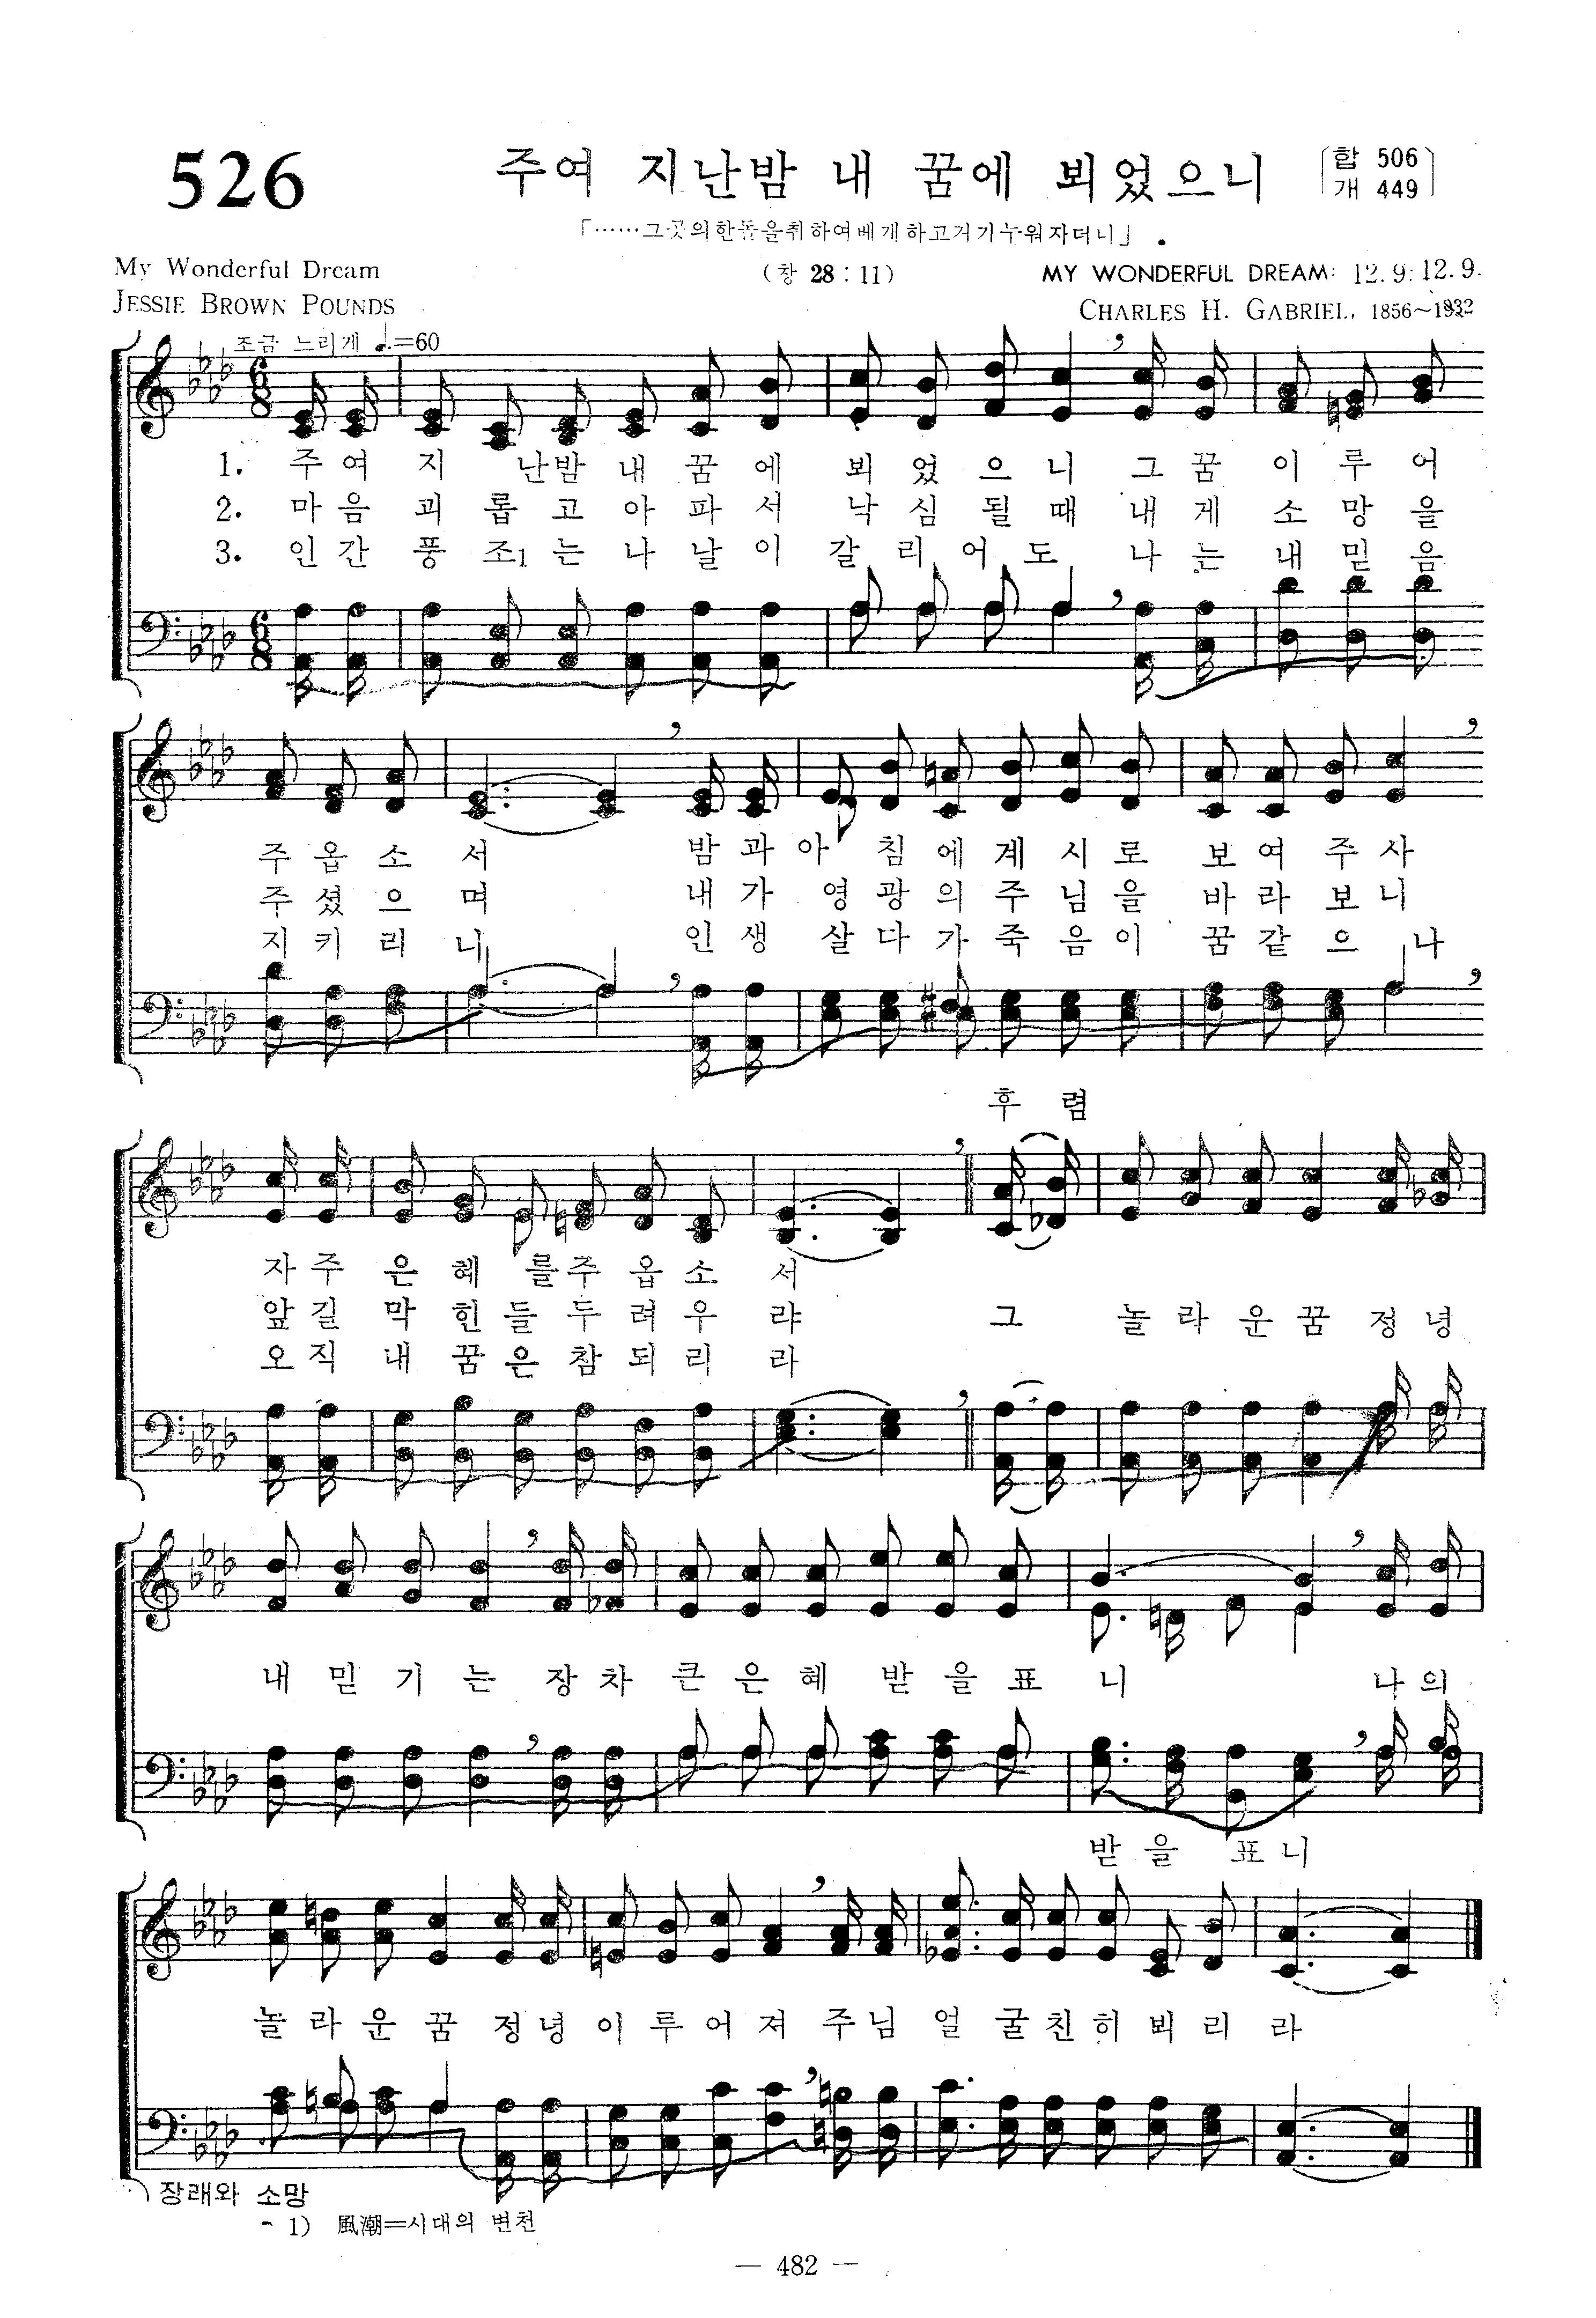 526 주여 지난밤 내 꿈에 뵈었으니 합 506 개 449
「……그곳의한돌을취하여베개하고거기누워자더니」
My Wonderful Dream (창 28 : 11) MY WONDERFUL DREAM: 12. 9. 12. 9.
JESSIE BROWN POUNDS CHARLES H. GABRIEL, 1856~1932
조금 느리게 ♩.=60
1. 주여 지 난밤 내 꿈 에 뵈 었 으 니 그 꿈 이 루 어
2. 마음 괴 롭 고 아 파 서 낙 심 될 때 내 게 소 망 을
3. 인간 풍 조1 는 나 날 이 갈 리 어 도 나 는 내 믿 음
주 옵 소 서 밤 과 아 침 에 계 시 로 보 여 주 사
주 셨 으 며 내 가 영 광 의 주 님 을 바 라 보 니
지 키 리 니 인 생 살 다 가 죽 음 이 꿈 같 으 나
후 렴
자 주 은 혜 를 주 옵 소 서
앞 길 막 힌 들 두 려 우 랴 그 놀 라 운 꿈 정 녕
오 직 내 꿈 은 참 되 리 라
내 믿 기 는 장 차 큰 은 혜 받 을 표 니 나 의
받 을 표 니
놀 라 운 꿈 정 녕 이 루 어 져 주 님 얼 굴 친 히 뵈 리 라
장래와 소망
1) 風潮=시대의 변천
— 482 —